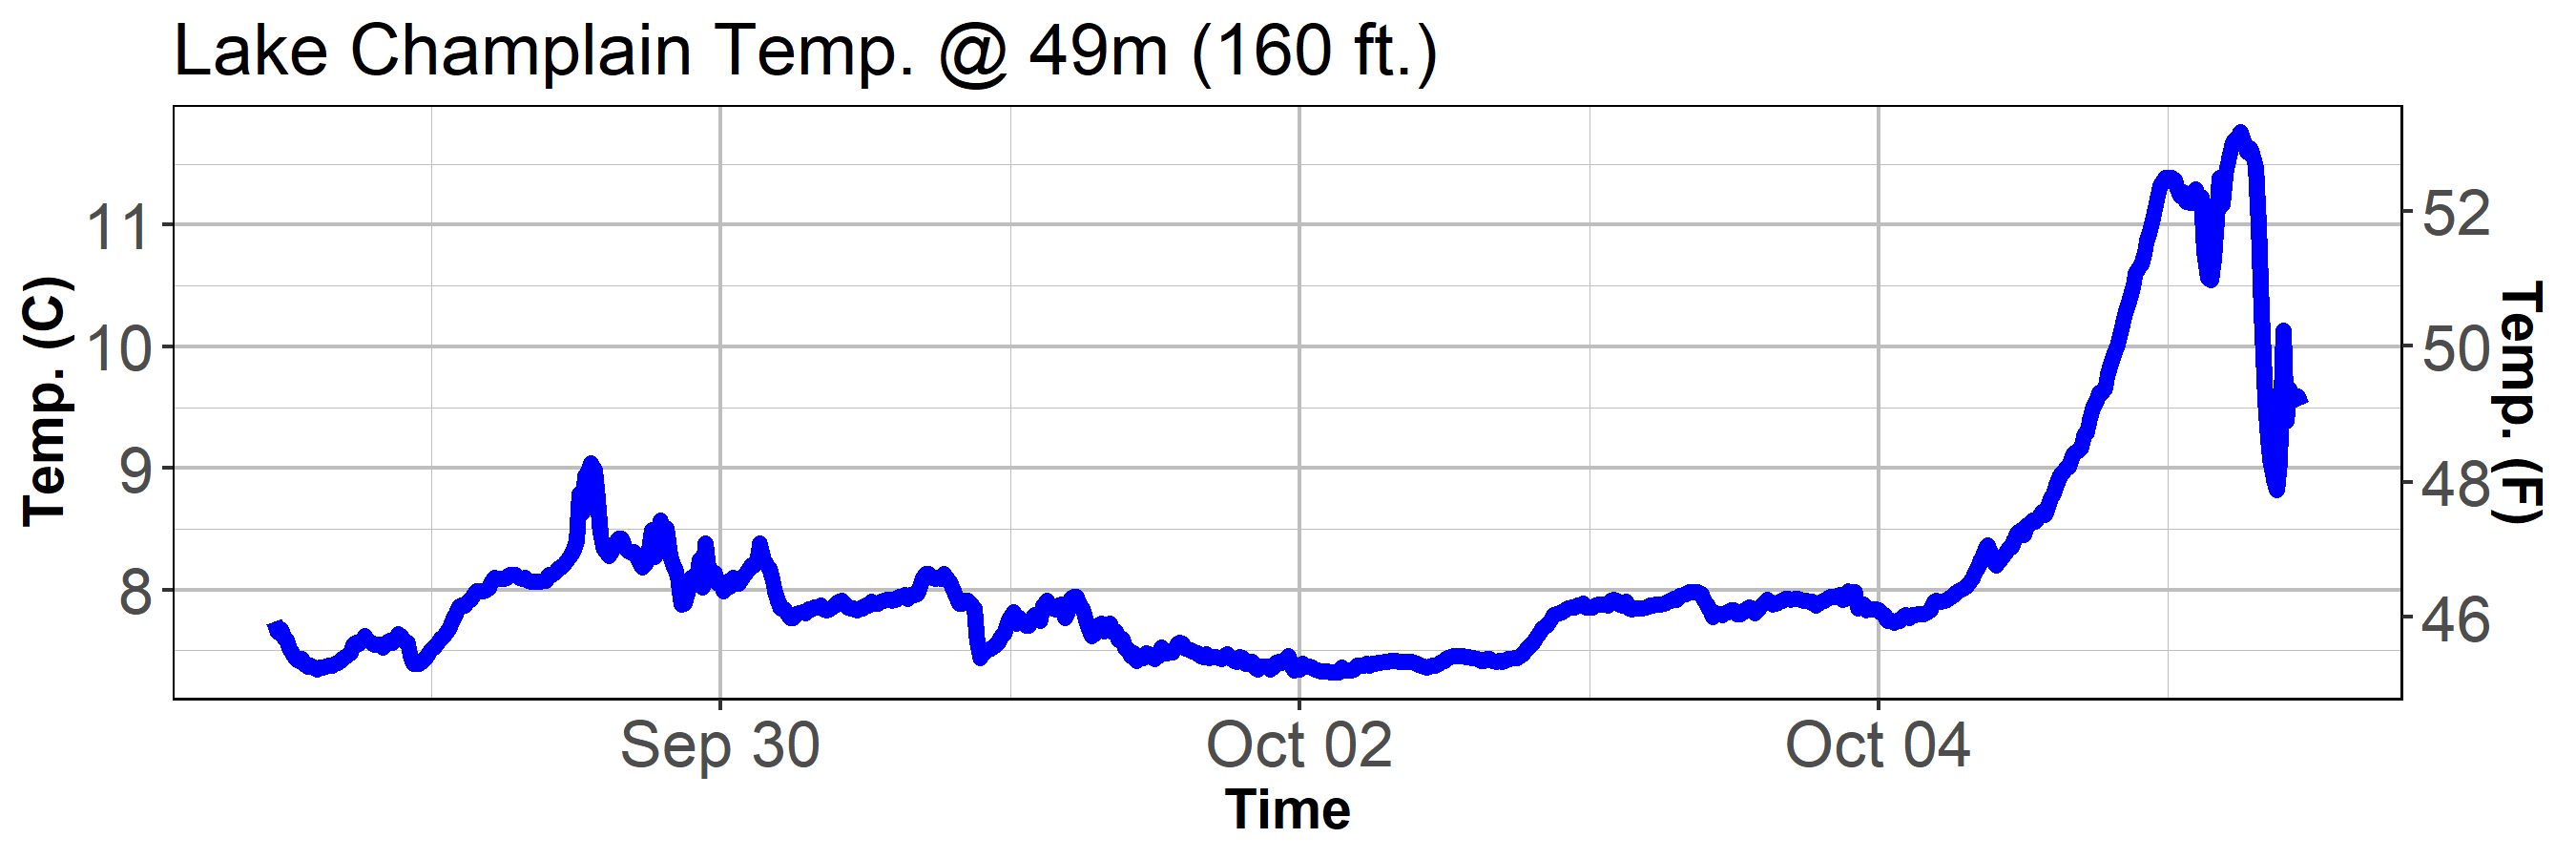 Lake Champlain Temp. @ 49m (160 ft.)
Temp. (C)
11
10
9
8
52
50
48
46
Temp. (F)
Sep 30 Oct 02 Oct 04
Time